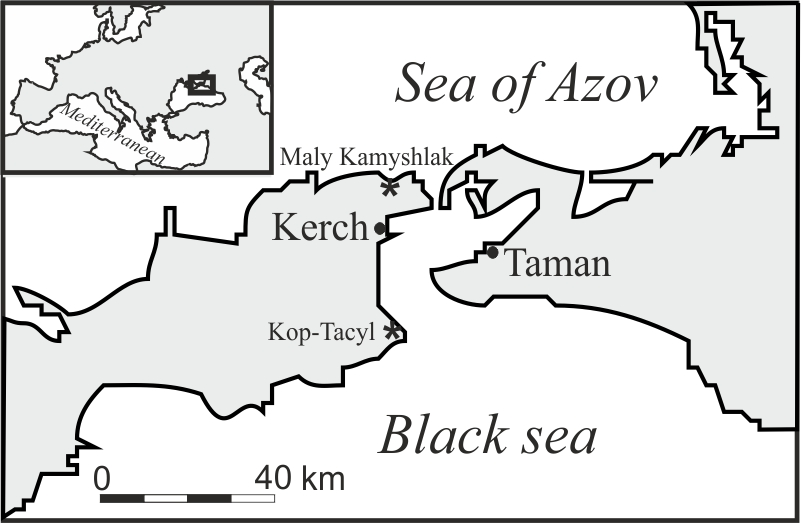 Mediterranean
Sea of Azov
Maly Kamyshlak
*
Kerch
Taman
Kop-Tacyl
*
Black sea
0 40 km